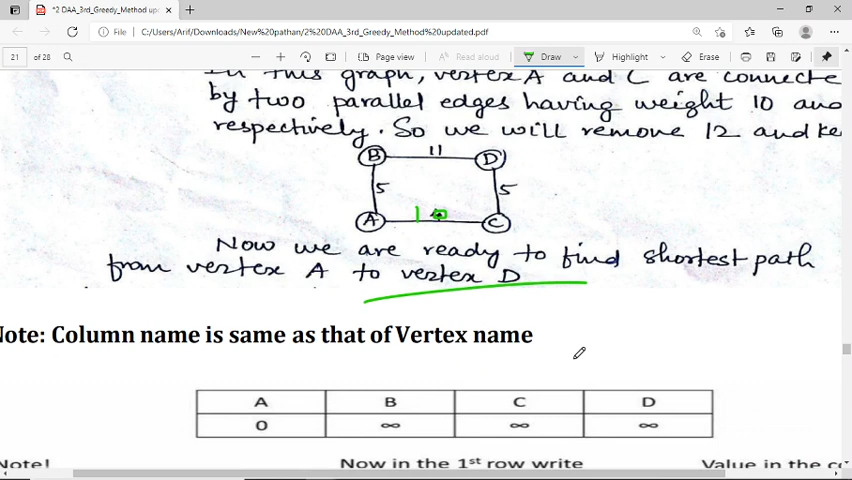 *2 DAA_3rd_Greedy_Method upd
File
C:/Users/Arif/Downloads/New%20pathan/2%20DAA_3rd_Greedy_Method%20updated.pdf
21 of 28
Page view
Read aloud
Draw
Highlight
Erase
In this graph, vertex A and C are connecte
by two parallel edges having weight 10 and
respectively. So we will remove 12 and ke
B 11 D
5 5
A 10 C
Now we are ready to find shortest path
from vertex A to vertex D
Note: Column name is same as that of Vertex name
A B C D
0 ∞ ∞ ∞
Note!
Now in the 1st row write
Value in the c